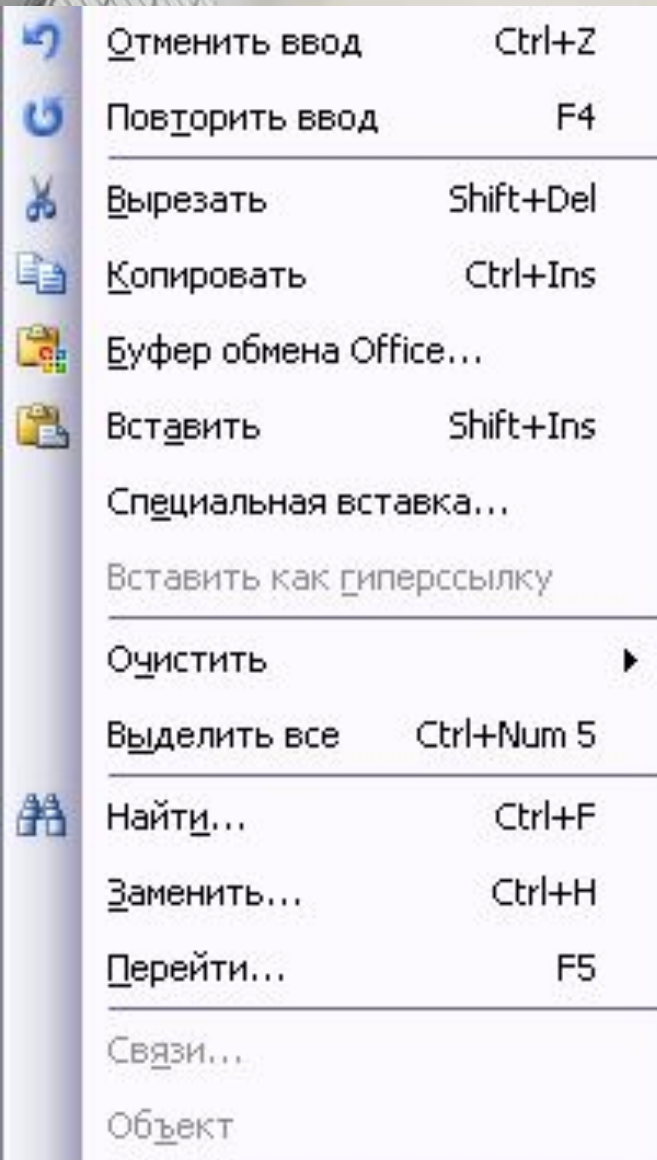 Отменить ввод Ctrl+Z
Повторить ввод F4
Вырезать Shift+Del
Копировать Ctrl+Ins
Буфер обмена Office...
Вставить Shift+Ins
Специальная вставка...
Вставить как гиперссылку
Очистить
Выделить все Ctrl+Num 5
Найти... Ctrl+F
Заменить... Ctrl+H
Перейти... F5
Связи...
Объект